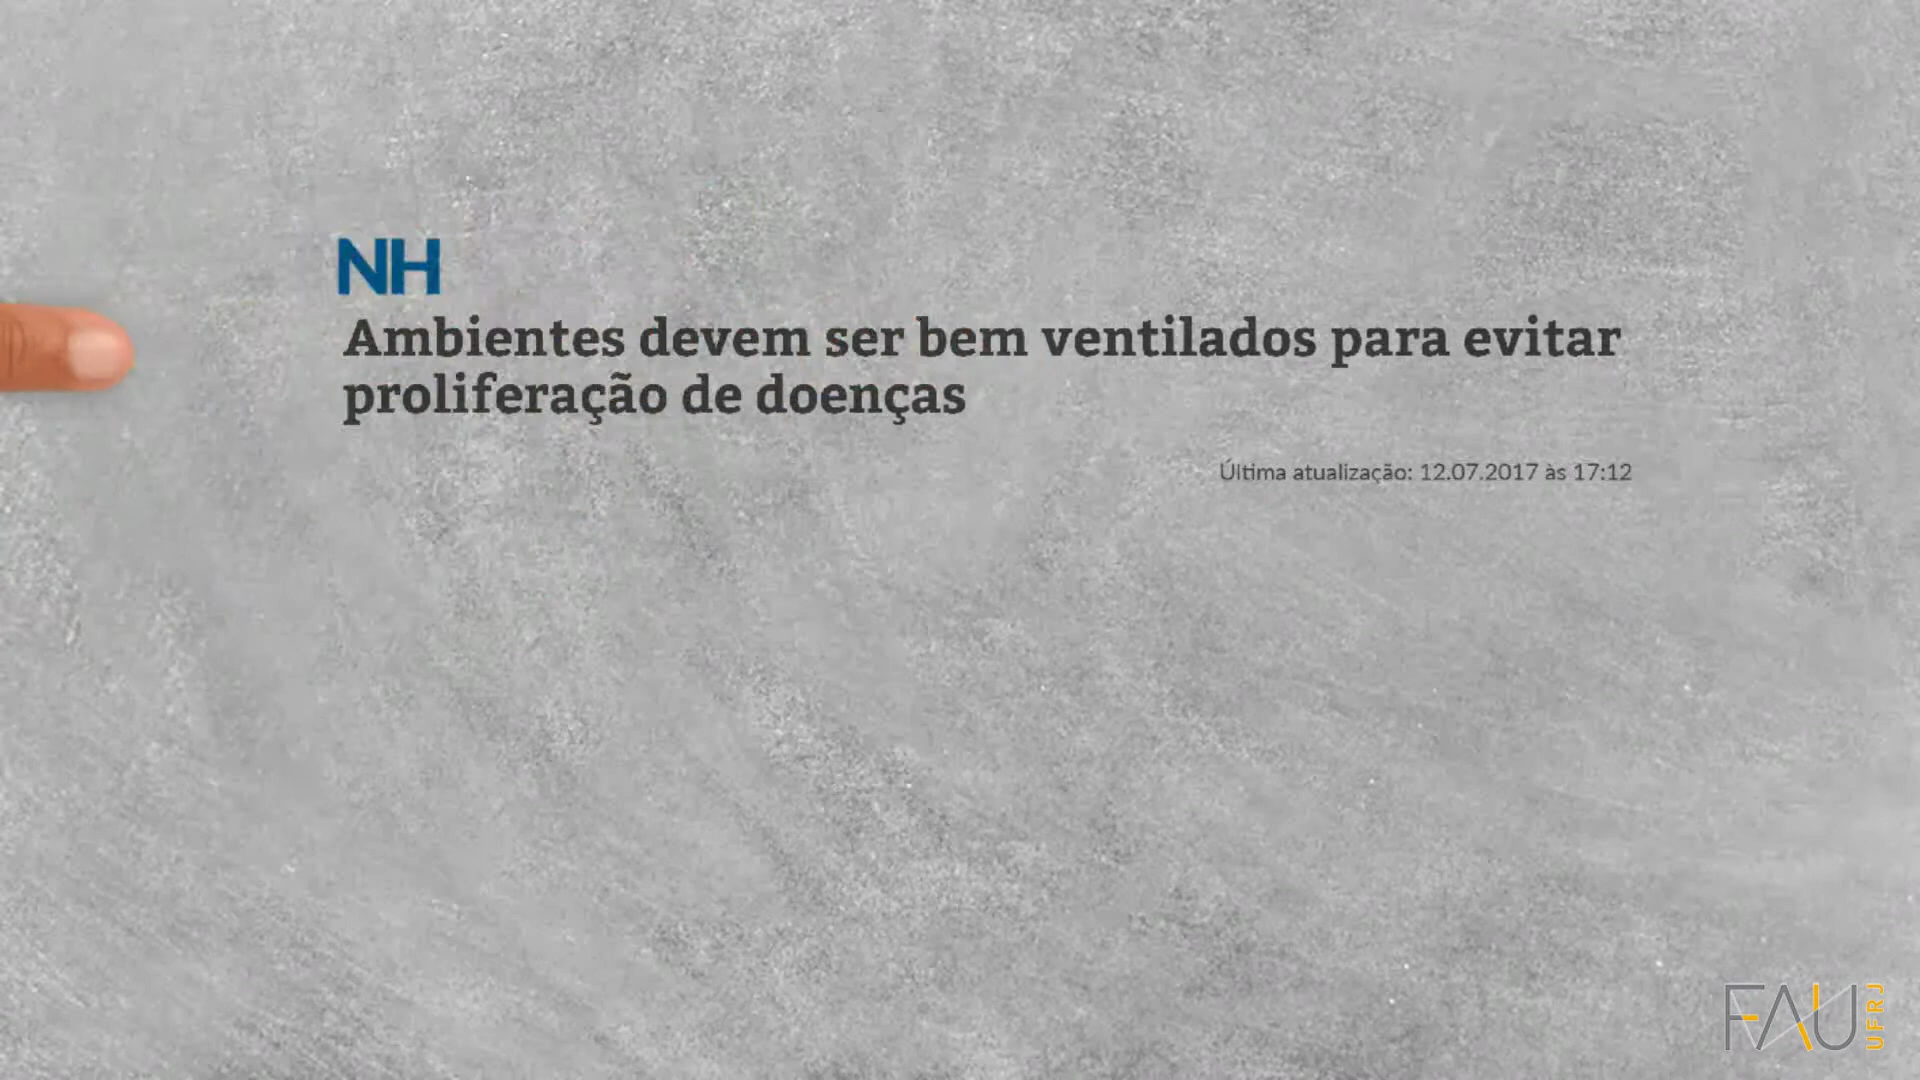 NH
Ambientes devem ser bem ventilados para evitar
proliferação de doenças
Última atualização: 12.07.2017 às 17:12
FAU
UFRJ